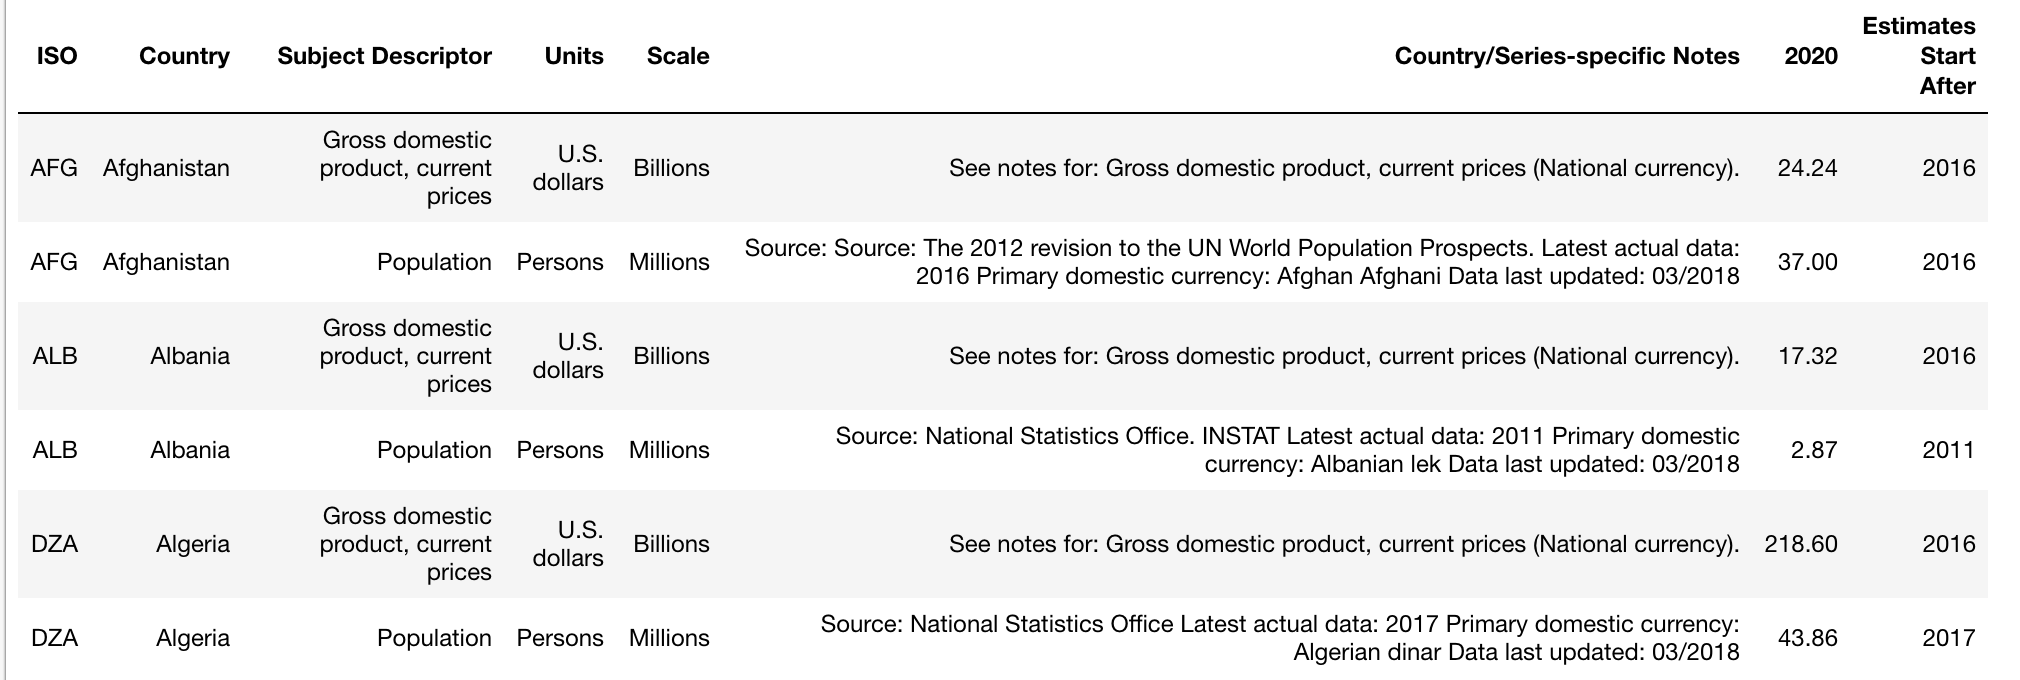 ISO Country Subject Descriptor Units Scale Country/Series-specific Notes 2020 Estimates Start After
AFG Afghanistan Gross domestic product, current prices U.S. dollars Billions See notes for: Gross domestic product, current prices (National currency). 24.24 2016
AFG Afghanistan Population Persons Millions Source: Source: The 2012 revision to the UN World Population Prospects. Latest actual data: 2016 Primary domestic currency: Afghan Afghani Data last updated: 03/2018 37.00 2016
ALB Albania Gross domestic product, current prices U.S. dollars Billions See notes for: Gross domestic product, current prices (National currency). 17.32 2016
ALB Albania Population Persons Millions Source: National Statistics Office. INSTAT Latest actual data: 2011 Primary domestic currency: Albanian lek Data last updated: 03/2018 2.87 2011
DZA Algeria Gross domestic product, current prices U.S. dollars Billions See notes for: Gross domestic product, current prices (National currency). 218.60 2016
DZA Algeria Population Persons Millions Source: National Statistics Office Latest actual data: 2017 Primary domestic currency: Algerian dinar Data last updated: 03/2018 43.86 2017